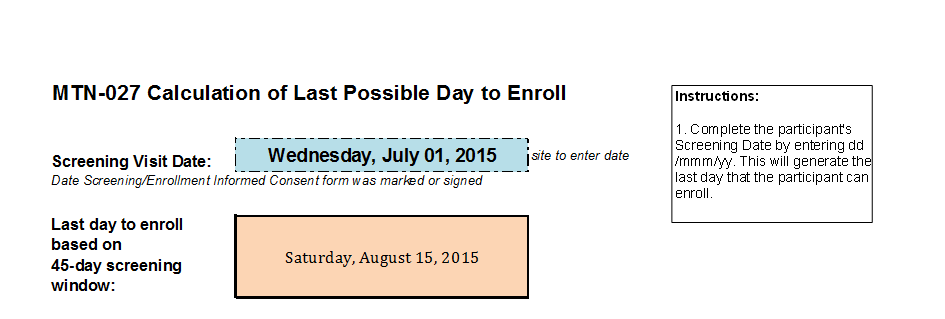 MTN-027 Calculation of Last Possible Day to Enroll
Instructions:
1. Complete the participant's
Screening Date by entering dd
/mmm/yy. This will generate the
last day that the participant can
enroll.
Screening Visit Date:
Wednesday, July 01, 2015
site to enter date
Date Screening/Enrollment Informed Consent form was marked or signed
Last day to enroll
based on
45-day screening
window:
Saturday, August 15, 2015